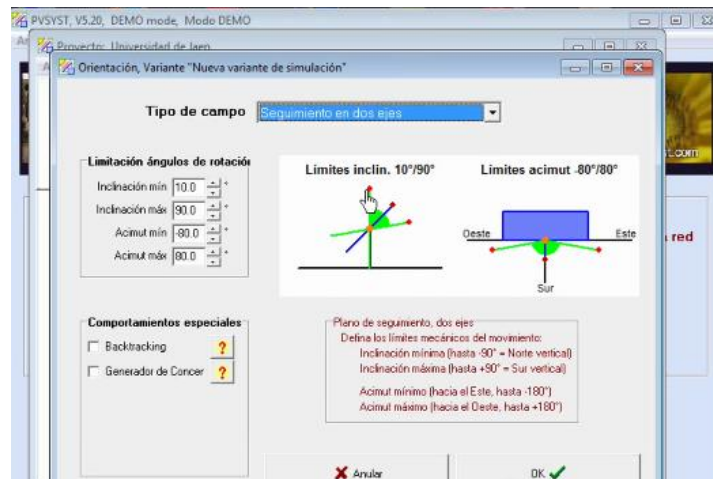 PVSYST, V5.20, DEMO mode, Modo DEMO
Proyecto: Universidad de Jaen
Orientación, Variante "Nueva variante de simulación"
Tipo de campo Seguimiento en dos ejes
Limitación ángulos de rotació
Inclinación mín 10.0 °
Inclinación máx 90.0 °
Acimut mín -80.0 °
Acimut máx 80.0 °
Límites inclin. 10°/90°
Límites acimut -80°/80°
Oeste
Este
Sur
red
Comportamientos especiales
Backtracking ?
Generador de Concer ?
Plano de seguimiento, dos ejes
Defina los límites mecánicos del movimiento:
Inclinación mínima (hasta -90° = Norte vertical)
Inclinación máxima (hasta +90° = Sur vertical)
Acimut mínimo (hacia el Este, hasta -180°)
Acimut máximo (hacia el Oeste, hasta +180°)
Anular
OK